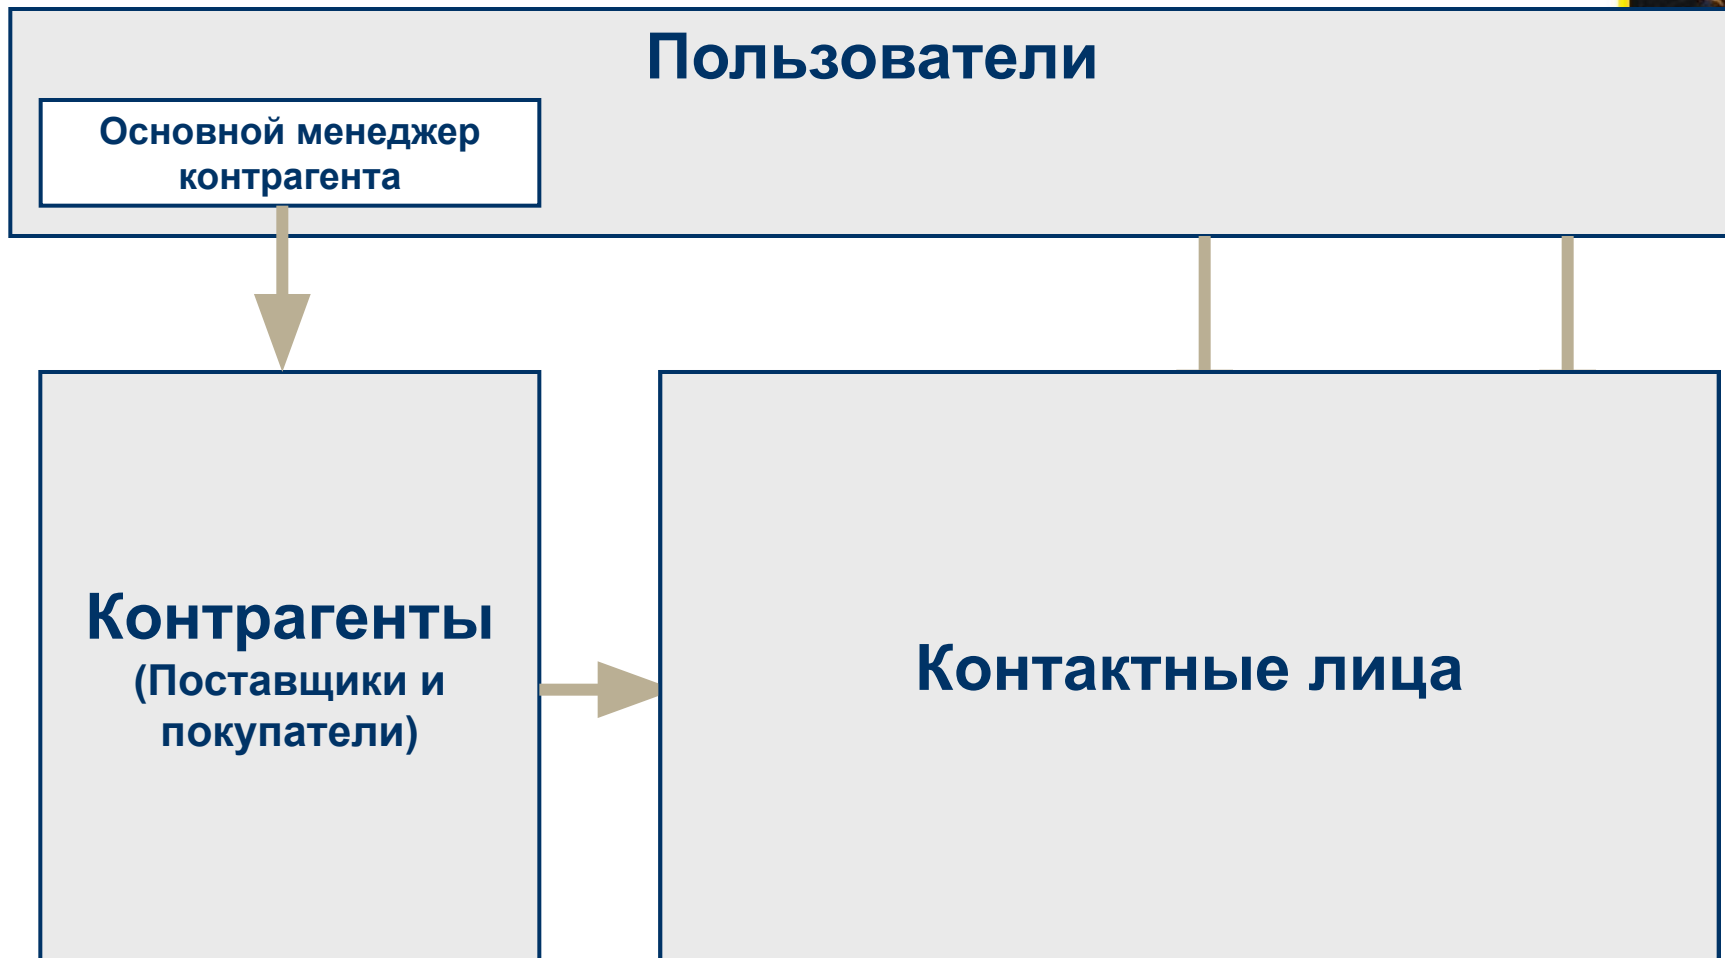 Пользователи
Основной менеджер
контрагента
Контрагенты
(Поставщики и
покупатели)
Контактные лица